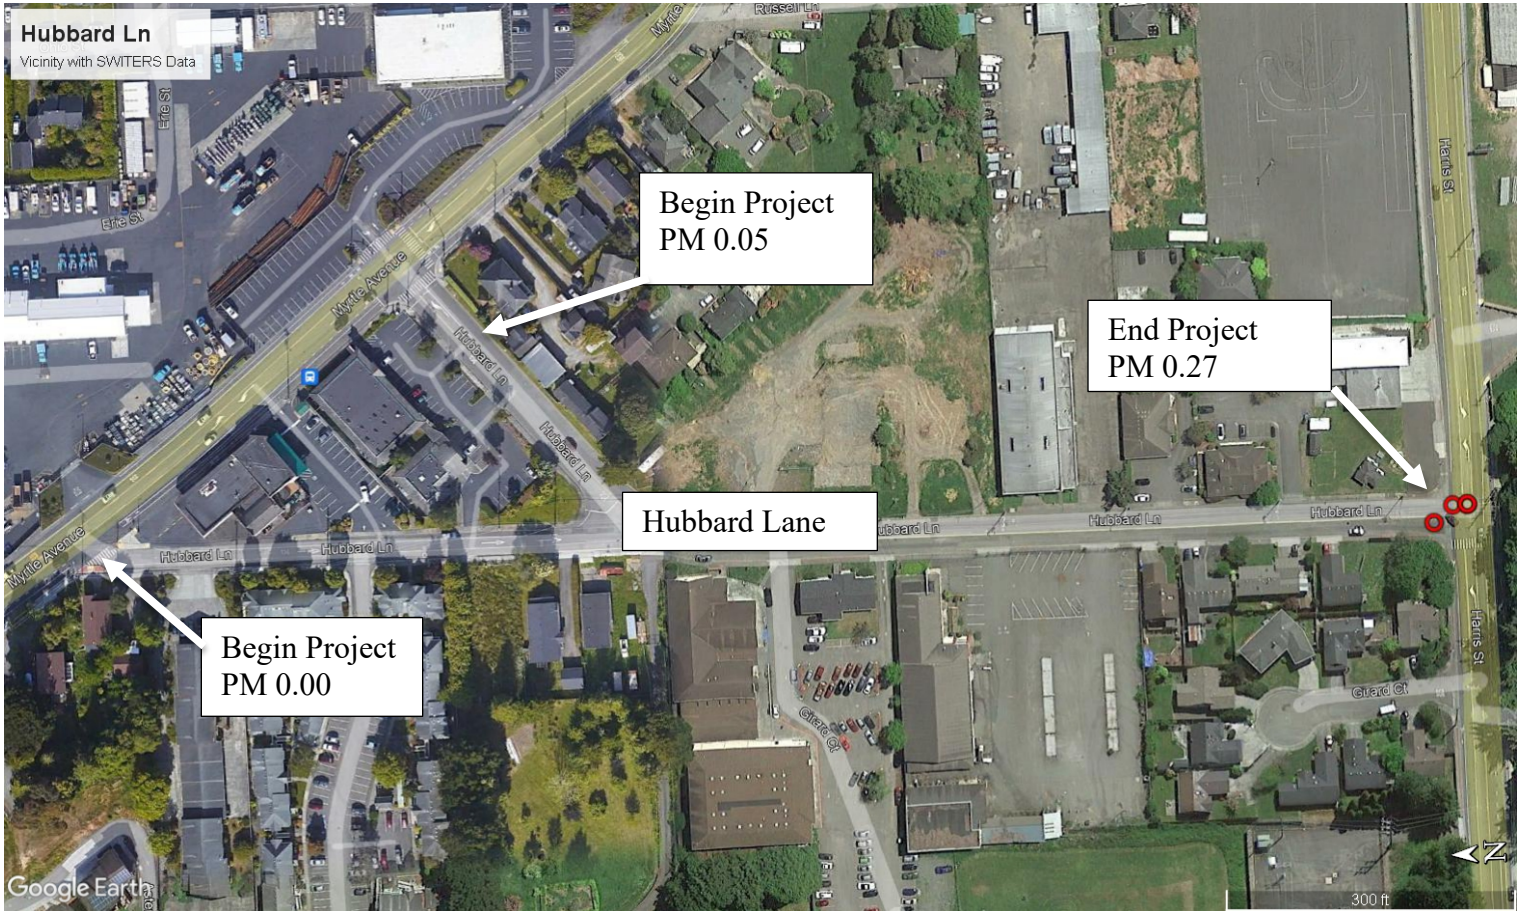 Hubbard Ln
Vicinity with SWITERS Data
Russell Ln
Myrtle
Erie St
Erie St
Harris St
Begin Project
PM 0.05
Myrtle Avenue
Hubbard Ln
End Project
PM 0.27
Hubbard Ln
Hubbard Lane
ubbard Ln
Hubbard Ln
Hubbard Ln
Myrtle Avenue
Hubbard Ln
Hubbard Ln
Begin Project
PM 0.00
Harris St
Girard Ct
Girard Ct
N
Google Earth
300 ft